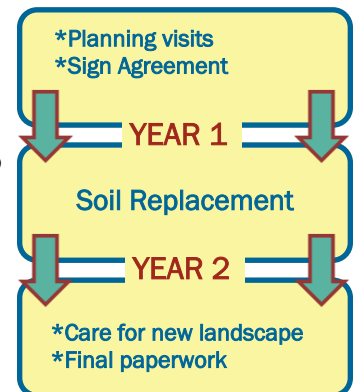 *Planning visits
*Sign Agreement
YEAR 1
Soil Replacement
YEAR 2
*Care for new landscape
*Final paperwork